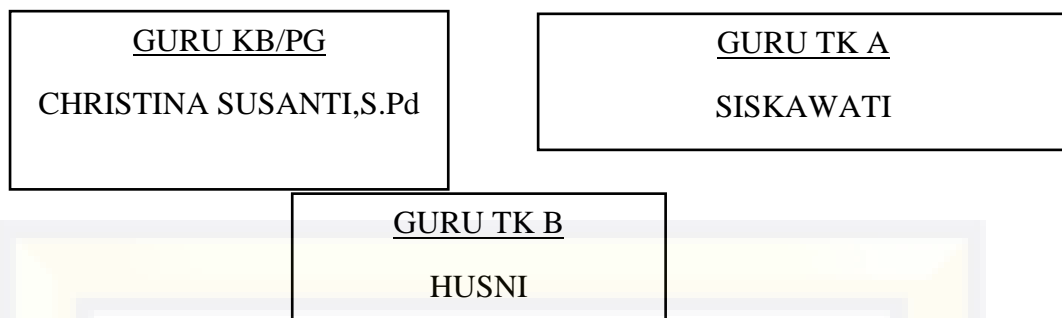 GURU KB/PG
CHRISTINA SUSANTI,S.Pd
GURU TK A
SISKAWATI
GURU TK B
HUSNI